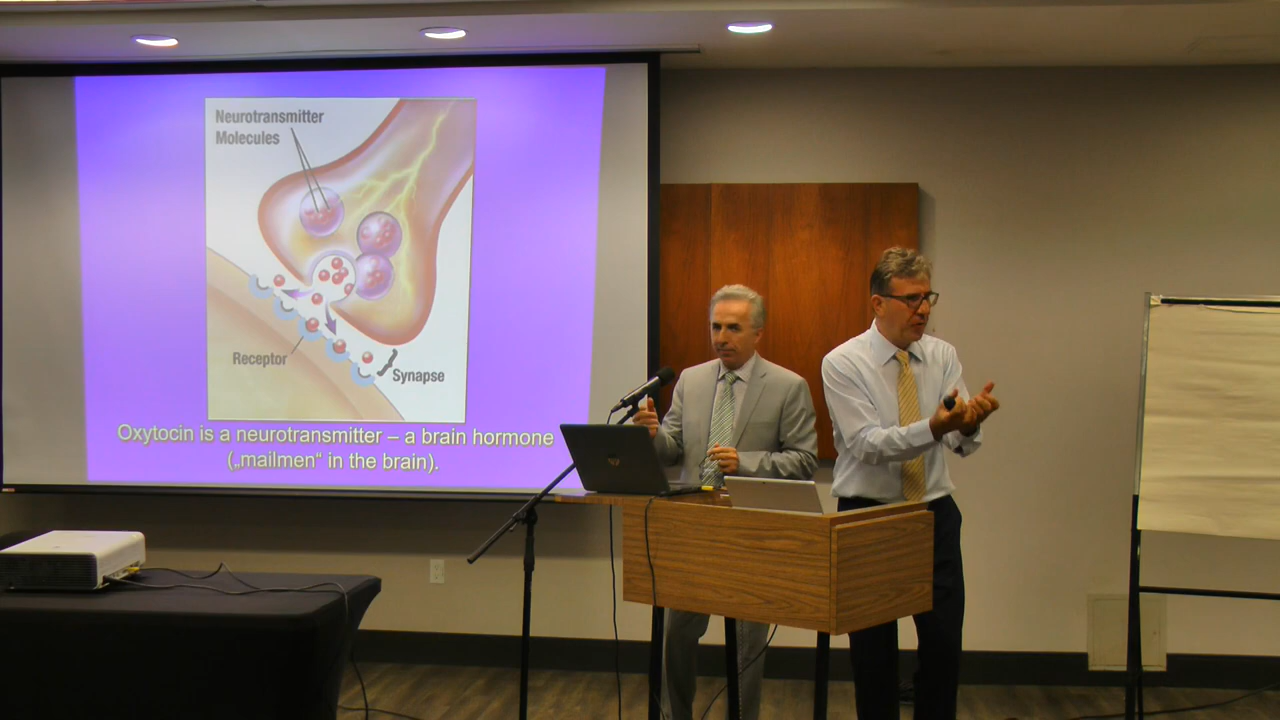 Neurotransmitter
Molecules
Receptor
Synapse
Oxytocin is a neurotransmitter – a brain hormone
(„mailmen“ in the brain).